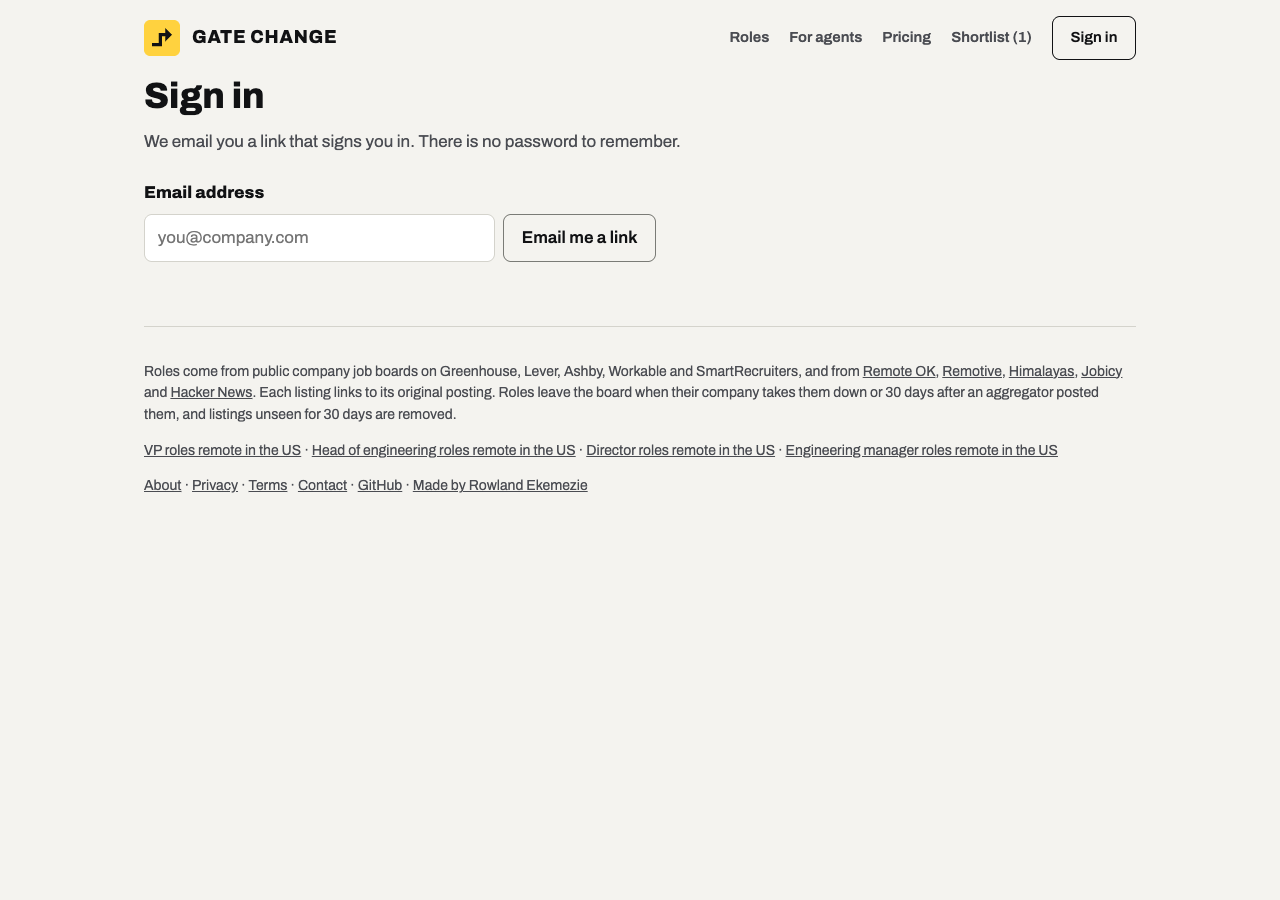 GATE CHANGE
Roles
For agents
Pricing
Shortlist (1)
Sign in
Sign in
We email you a link that signs you in. There is no password to remember.
Email address
you@company.com
Email me a link
Roles come from public company job boards on Greenhouse, Lever, Ashby, Workable and SmartRecruiters, and from Remote OK, Remotive, Himalayas, Jobicy
and Hacker News. Each listing links to its original posting. Roles leave the board when their company takes them down or 30 days after an aggregator posted
them, and listings unseen for 30 days are removed.
VP roles remote in the US · Head of engineering roles remote in the US · Director roles remote in the US · Engineering manager roles remote in the US
About · Privacy · Terms · Contact · GitHub · Made by Rowland Ekemezie